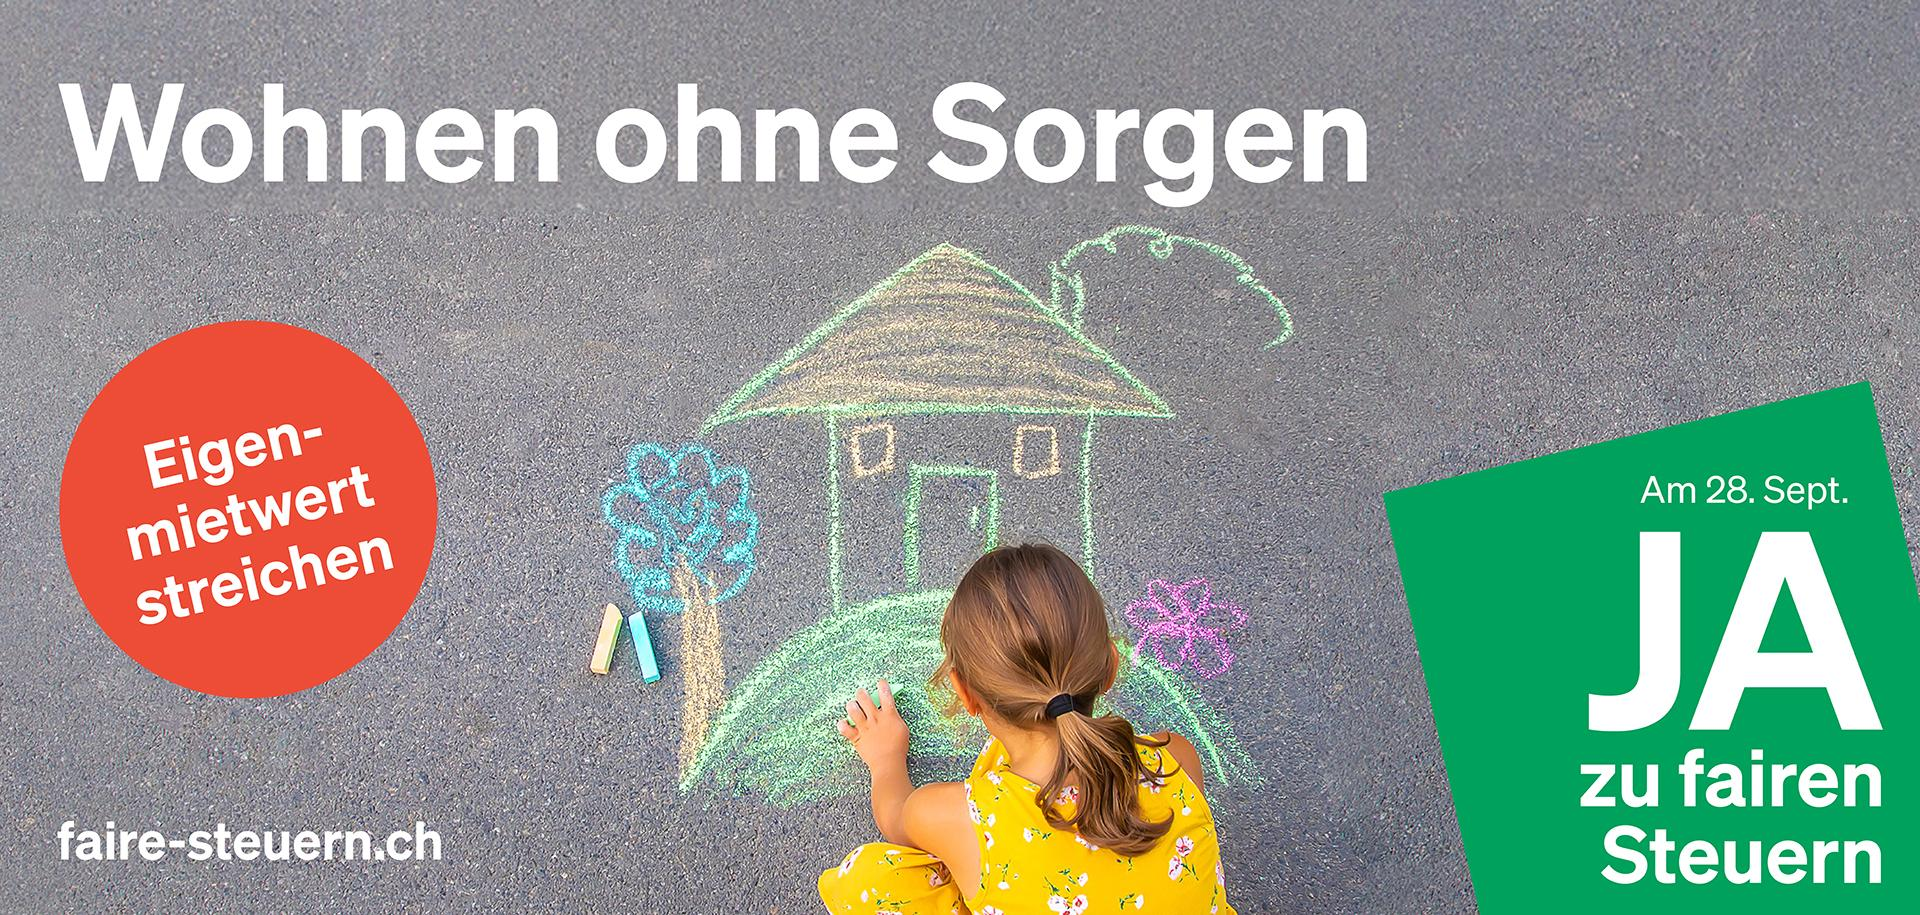 Wohnen ohne Sorgen
Eigen-
mietwert
streichen
faire-steuern.ch
Am 28. Sept.
JA
zu fairen
Steuern